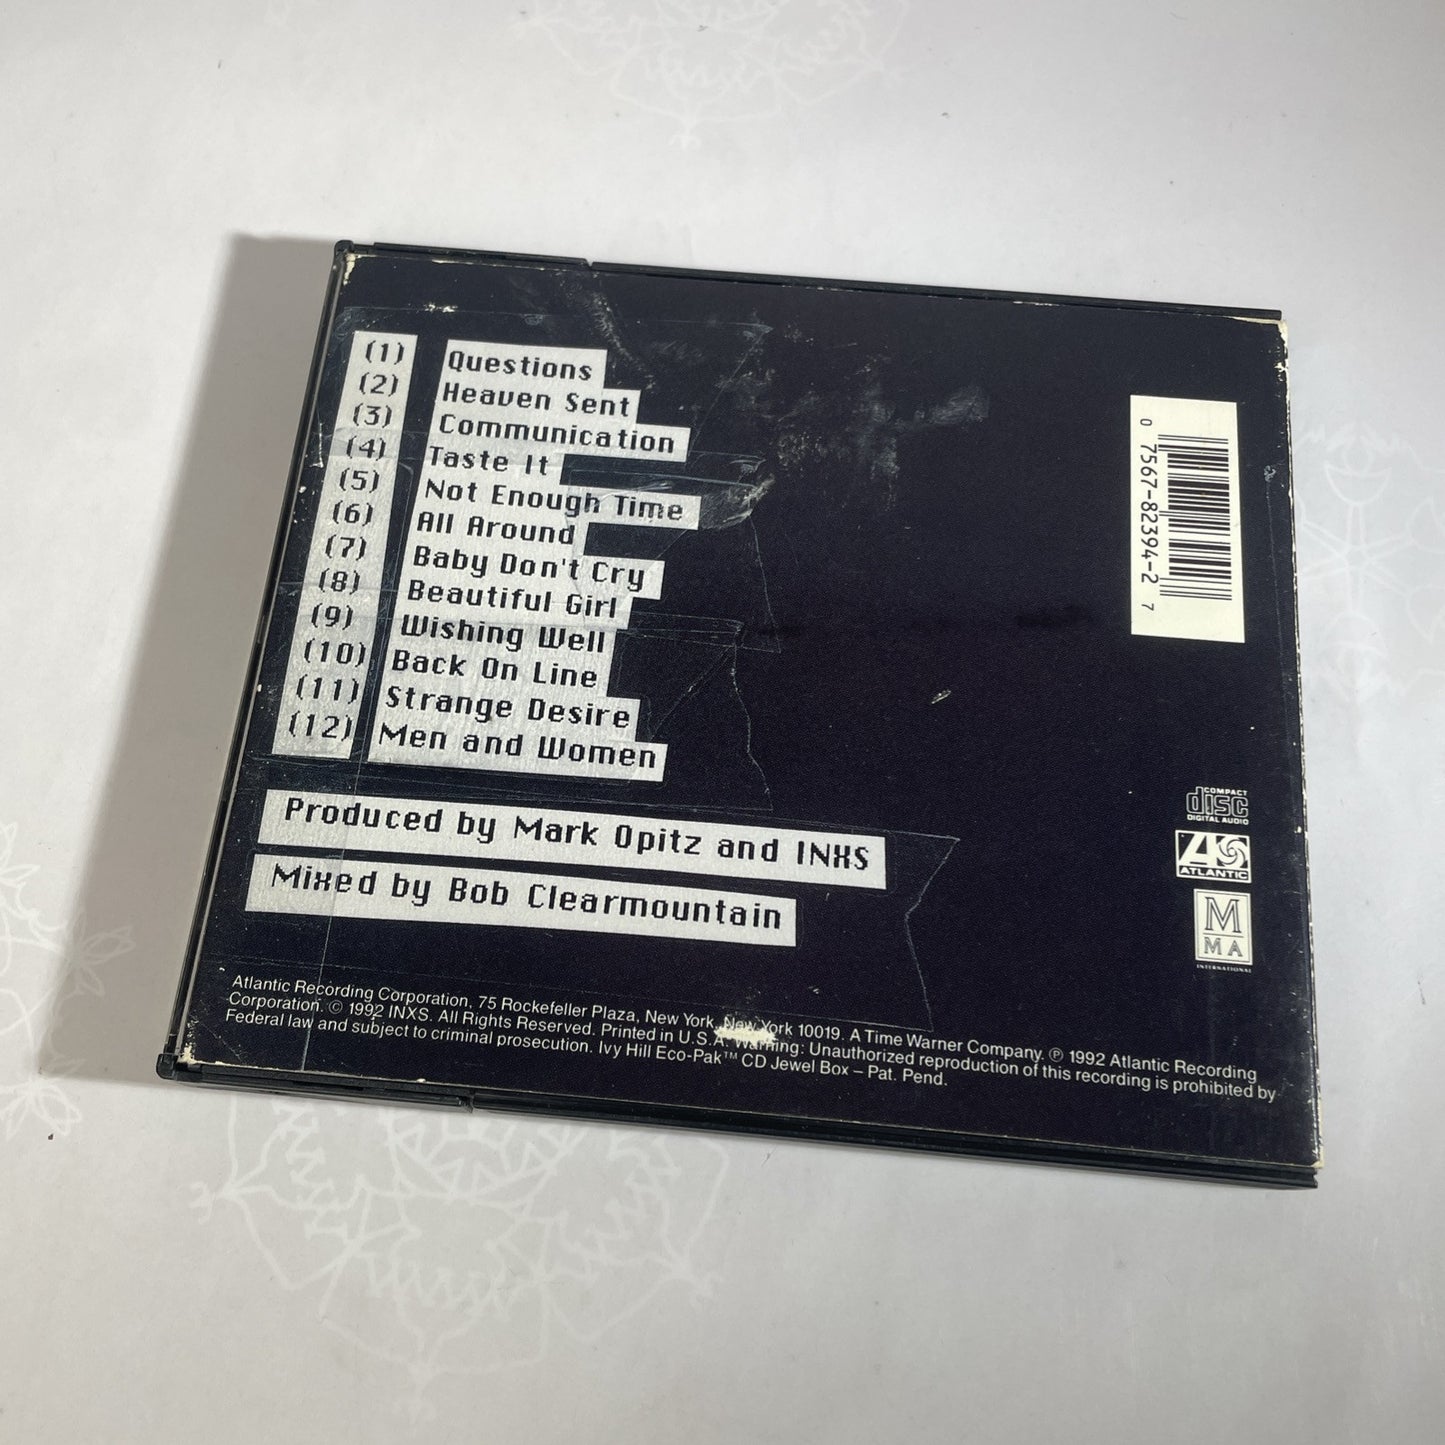 (1) Questions
(2) Heaven Sent
(3) Communication
(4) Taste It
(5) Not Enough Time
(6) All Around
(7) Baby Don't Cry
(8) Beautiful Girl
(9) Wishing Well
(10) Back On Line
(11) Strange Desire
(12) Men and Women
Produced by Mark Opitz and INXS
Mixed by Bob Clearmountain
0 7567-82394-2 7
COMPACT
disc
DIGITAL AUDIO
A
ATLANTIC
M
MMA
INTERNATIONAL
Atlantic Recording Corporation, 75 Rockefeller Plaza, New York, New York 10019. A Time Warner Company. ℗ 1992 Atlantic Recording
Corporation. © 1992 INXS. All Rights Reserved. Printed in U.S.A. Warning: Unauthorized reproduction of this recording is prohibited by
Federal law and subject to criminal prosecution. Ivy Hill Eco-Pak™ CD Jewel Box – Pat. Pend.